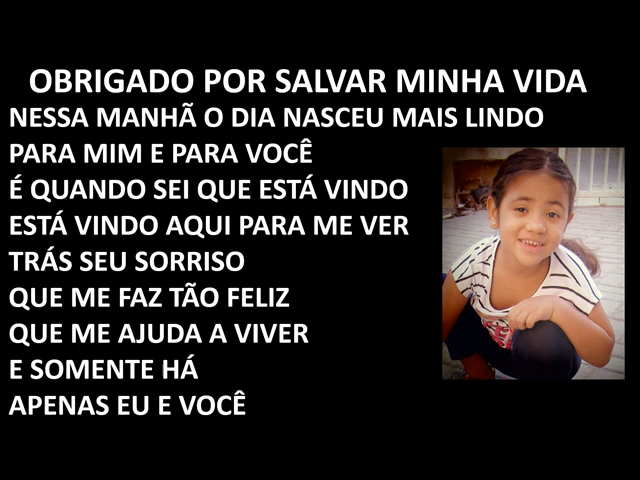 OBRIGADO POR SALVAR MINHA VIDA
NESSA MANHÃ O DIA NASCEU MAIS LINDO
PARA MIM E PARA VOCÊ
É QUANDO SEI QUE ESTÁ VINDO
ESTÁ VINDO AQUI PARA ME VER
TRÁS SEU SORRISO
QUE ME FAZ TÃO FELIZ
QUE ME AJUDA A VIVER
E SOMENTE HÁ
APENAS EU E VOCÊ